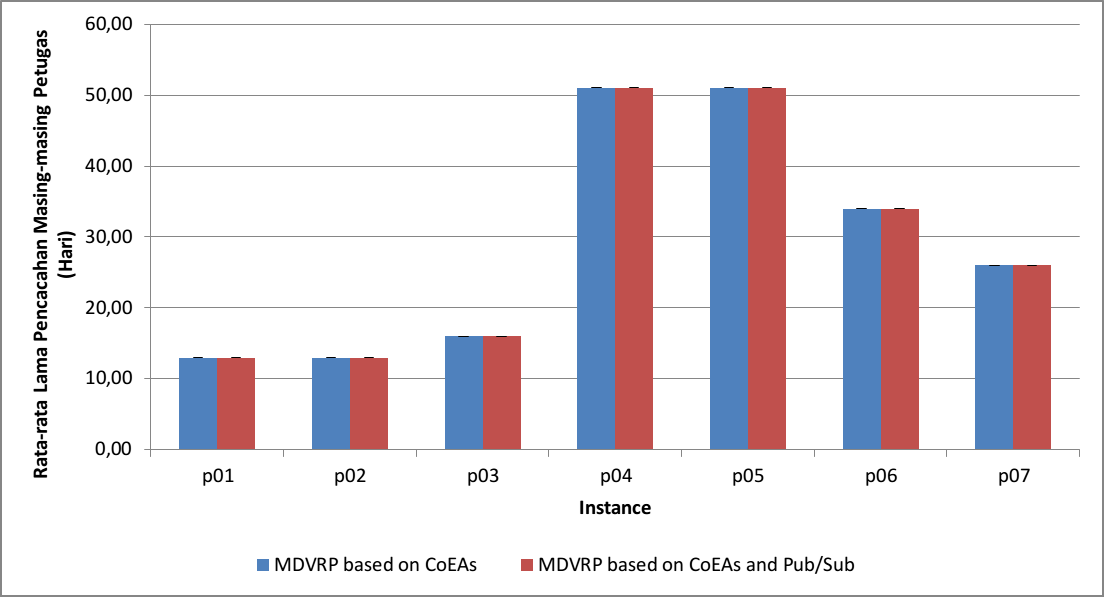 Rata-rata Lama Pencacahan Masing-masing Petugas
(Hari)
60,00
50,00
40,00
30,00
20,00
10,00
0,00
p01 p02 p03 p04 p05 p06 p07
Instance
MDVRP based on CoEAs MDVRP based on CoEAs and Pub/Sub